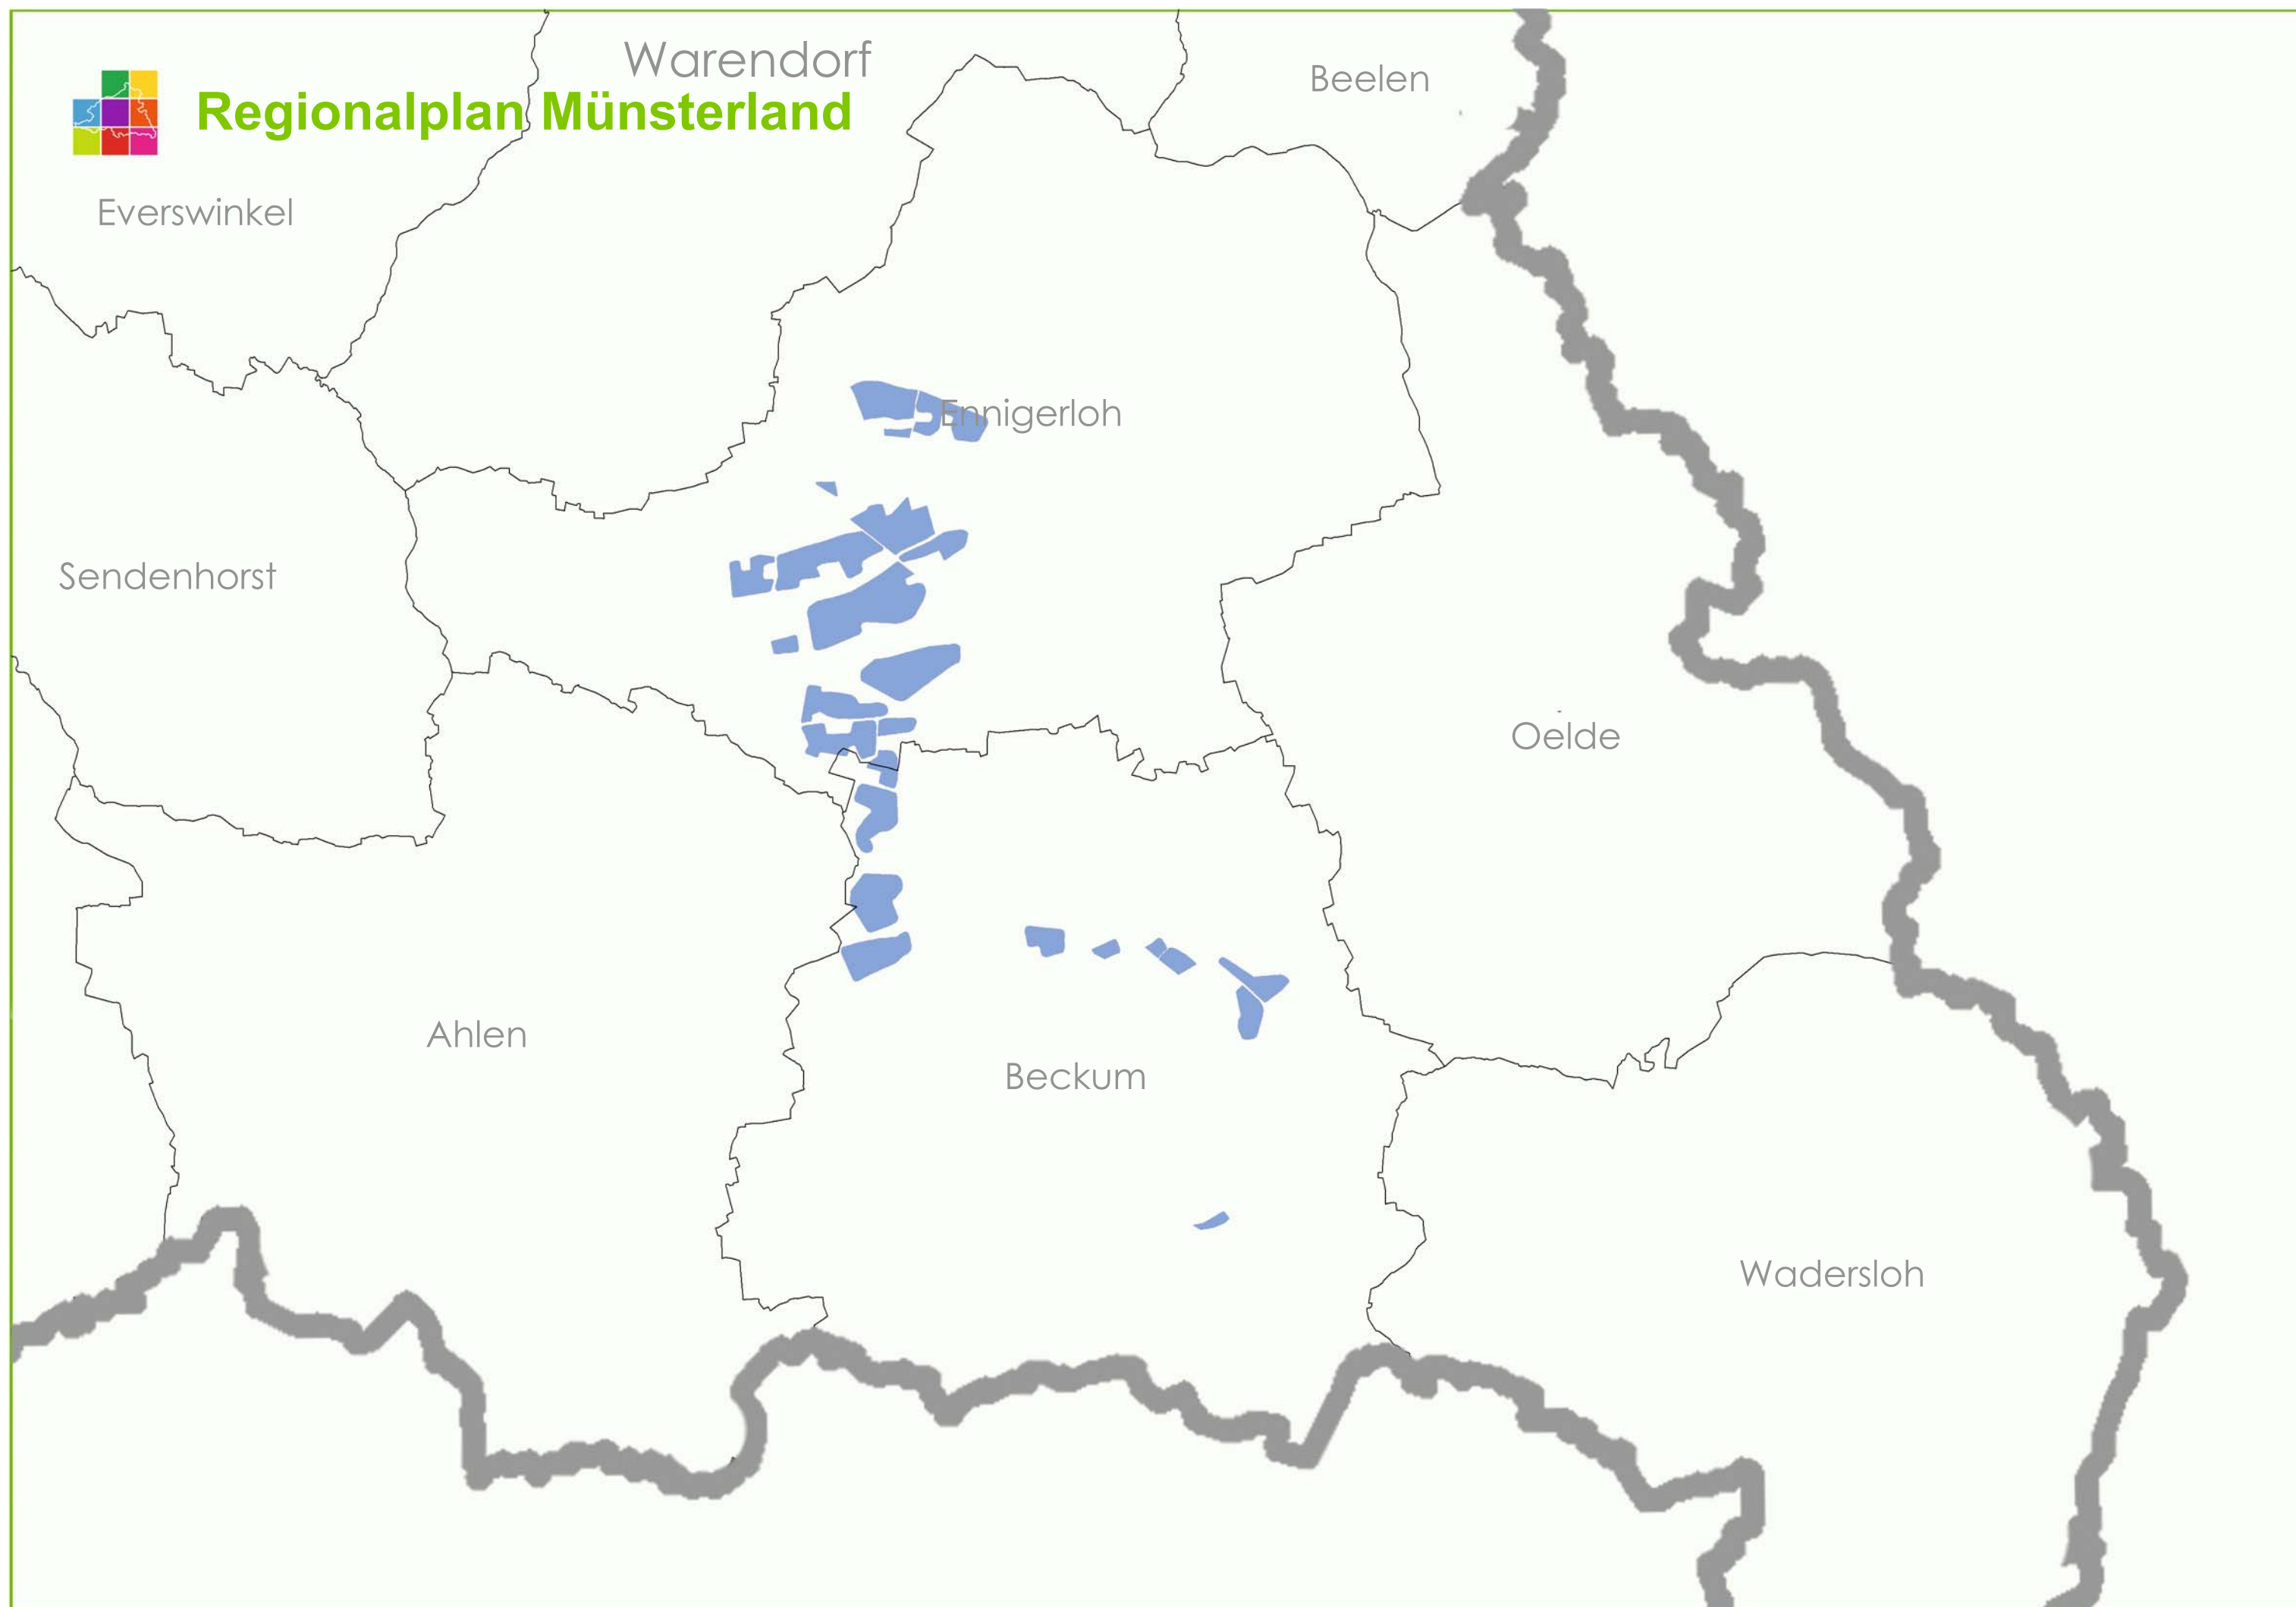 Warendorf
Beelen
Regionalplan Münsterland
Everswinkel
Ennigerloh
Sendenhorst
Oelde
Ahlen
Beckum
Wadersloh